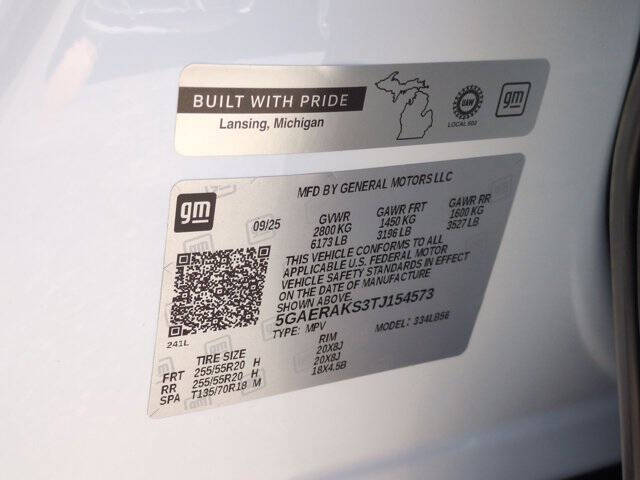 BUILT WITH PRIDE
Lansing, Michigan
UAW
LOCAL 602
gm
gm
MFD BY GENERAL MOTORS LLC
09/25 GVWR GAWR FRT GAWR RR
2800 KG 1450 KG 1600 KG
6173 LB 3196 LB 3527 LB
THIS VEHICLE CONFORMS TO ALL
APPLICABLE U.S. FEDERAL MOTOR
VEHICLE SAFETY STANDARDS IN EFFECT
ON THE DATE OF MANUFACTURE
SHOWN ABOVE.
5GAERAKS3TJ154573
TYPE: MPV MODEL: 334LB56
241L
TIRE SIZE RIM
FRT 255/55R20 H 20X8J
RR 255/55R20 H 20X8J
SPA T135/70R18 M 18X4.5B